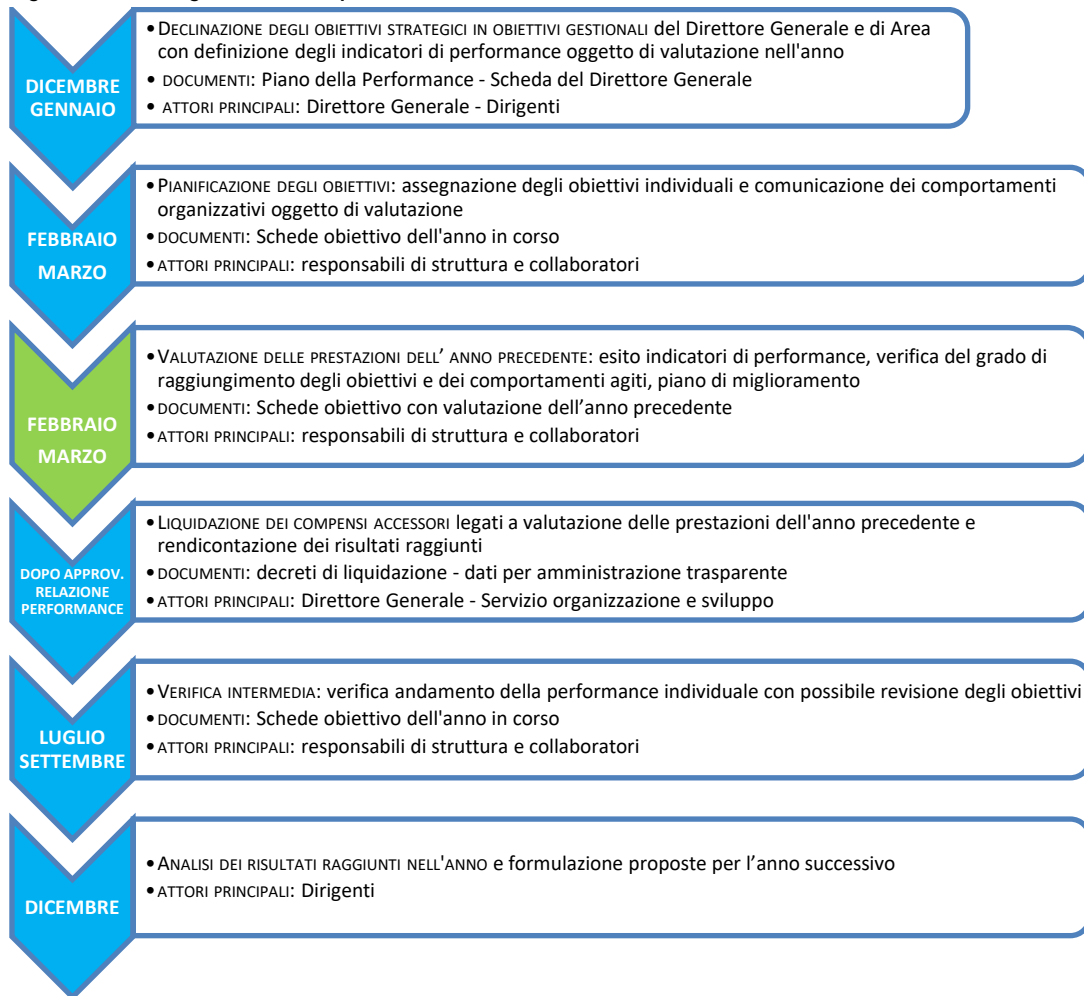 DICEMBRE
GENNAIO
•DECLINAZIONE DEGLI OBIETTIVI STRATEGICI IN OBIETTIVI GESTIONALI del Direttore Generale e di Area
con definizione degli indicatori di performance oggetto di valutazione nell'anno
• DOCUMENTI: Piano della Performance - Scheda del Direttore Generale
• ATTORI PRINCIPALI: Direttore Generale - Dirigenti
FEBBRAIO
MARZO
•PIANIFICAZIONE DEGLI OBIETTIVI: assegnazione degli obiettivi individuali e comunicazione dei comportamenti
organizzativi oggetto di valutazione
•DOCUMENTI: Schede obiettivo dell'anno in corso
•ATTORI PRINCIPALI: responsabili di struttura e collaboratori
FEBBRAIO
MARZO
•VALUTAZIONE DELLE PRESTAZIONI DELL’ ANNO PRECEDENTE: esito indicatori di performance, verifica del grado di
raggiungimento degli obiettivi e dei comportamenti agiti, piano di miglioramento
•DOCUMENTI: Schede obiettivo con valutazione dell’anno precedente
•ATTORI PRINCIPALI: responsabili di struttura e collaboratori
DOPO APPROV.
RELAZIONE
PERFORMANCE
•LIQUIDAZIONE DEI COMPENSI ACCESSORI legati a valutazione delle prestazioni dell'anno precedente e
rendicontazione dei risultati raggiunti
•DOCUMENTI: decreti di liquidazione - dati per amministrazione trasparente
•ATTORI PRINCIPALI: Direttore Generale - Servizio organizzazione e sviluppo
LUGLIO
SETTEMBRE
•VERIFICA INTERMEDIA: verifica andamento della performance individuale con possibile revisione degli obiettivi
•DOCUMENTI: Schede obiettivo dell'anno in corso
•ATTORI PRINCIPALI: responsabili di struttura e collaboratori
DICEMBRE
•ANALISI DEI RISULTATI RAGGIUNTI NELL'ANNO e formulazione proposte per l’anno successivo
•ATTORI PRINCIPALI: Dirigenti